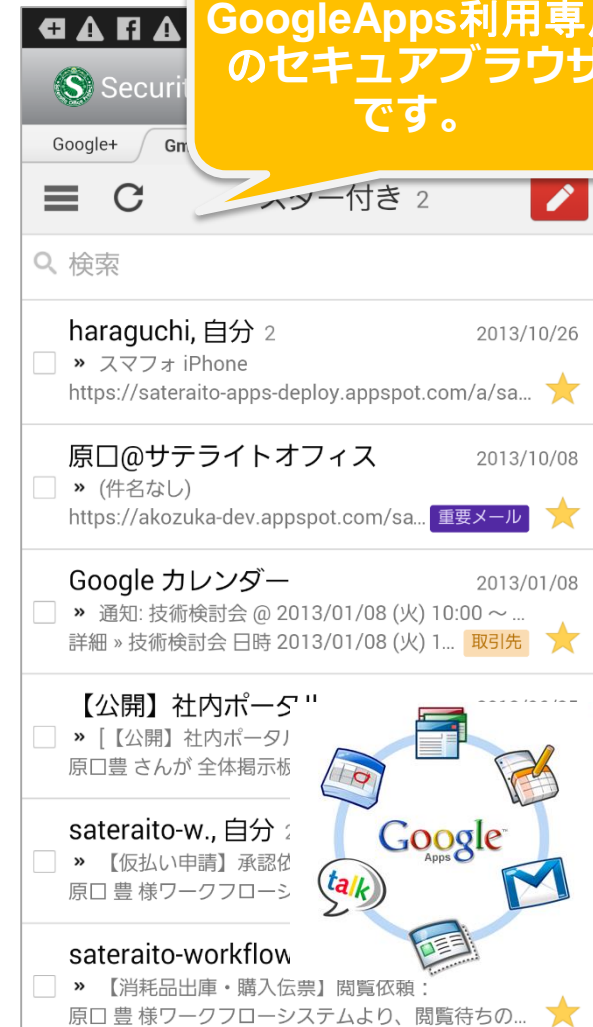 GoogleApps利用専
のセキュアブラウザ
です。
Securit
Google+
Gm
スター付き 2
検索
haraguchi, 自分 2
2013/10/26
» スマフォ iPhone
https://sateraito-apps-deploy.appspot.com/a/sa...
原口@サテライトオフィス
2013/10/08
» (件名なし)
https://akozuka-dev.appspot.com/sa...
重要メール
Google カレンダー
2013/01/08
» 通知: 技術検討会 @ 2013/01/08 (火) 10:00 ～ ...
詳細 » 技術検討会 日時 2013/01/08 (火) 1...
取引先
【公開】社内ポータル
» [【公開】社内ポータル
原口豊 さんが 全体掲示板
sateraito-w., 自分
» 【仮払い申請】承認依
原口 豊 様ワークフローシ
Google
Apps
talk
sateraito-workflow
» 【消耗品出庫・購入伝票】閲覧依頼：
原口 豊 様ワークフローシステムより、閲覧待ちの...